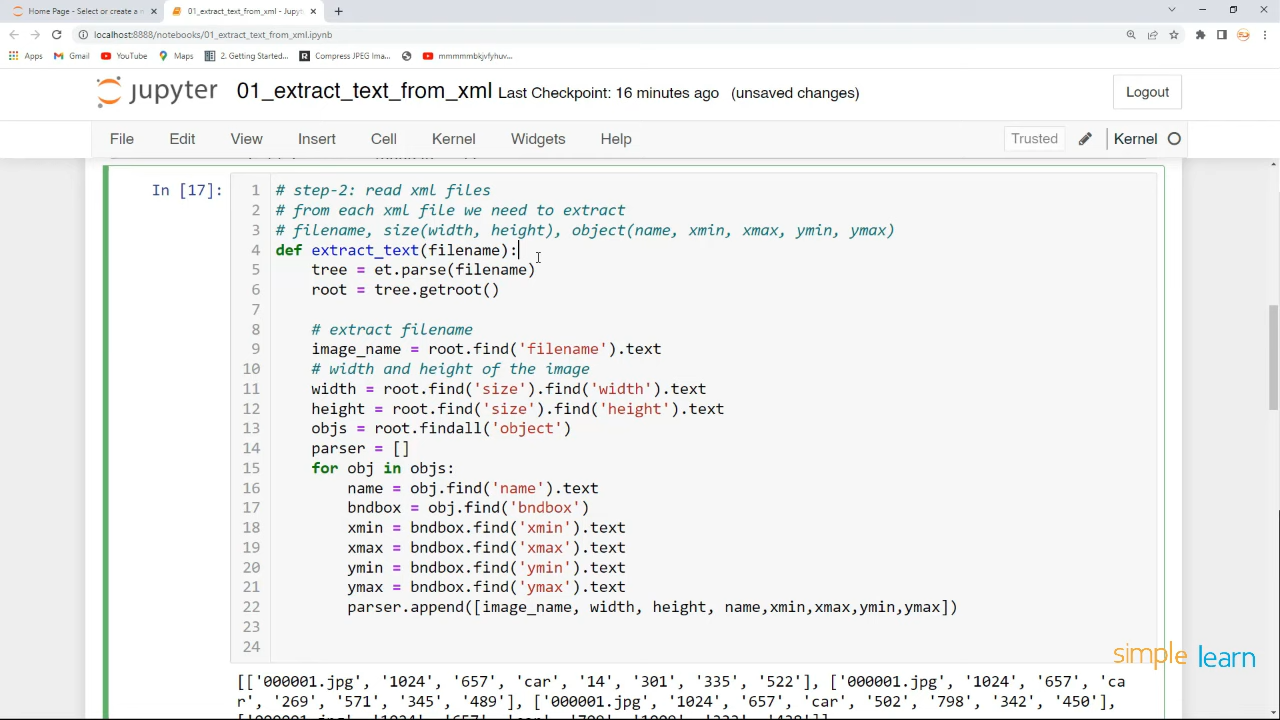 Home Page - Select or create a n
01_extract_text_from_xml - Jupy
localhost:8888/notebooks/01_extract_text_from_xml.ipynb
Apps
Gmail
YouTube
Maps
2. Getting Started...
Compress JPEG Ima...
mmmmmbkjvfyhuv...
jupyter 01_extract_text_from_xml Last Checkpoint: 16 minutes ago (unsaved changes)
Logout
File Edit View Insert Cell Kernel Widgets Help
Trusted
Kernel
In [17]:
1 # step-2: read xml files
2 # from each xml file we need to extract
3 # filename, size(width, height), object(name, xmin, xmax, ymin, ymax)
4 def extract_text(filename):
5     tree = et.parse(filename)
6     root = tree.getroot()
7
8     # extract filename
9     image_name = root.find('filename').text
10     # width and height of the image
11     width = root.find('size').find('width').text
12     height = root.find('size').find('height').text
13     objs = root.findall('object')
14     parser = []
15     for obj in objs:
16         name = obj.find('name').text
17         bndbox = obj.find('bndbox')
18         xmin = bndbox.find('xmin').text
19         xmax = bndbox.find('xmax').text
20         ymin = bndbox.find('ymin').text
21         ymax = bndbox.find('ymax').text
22         parser.append([image_name, width, height, name,xmin,xmax,ymin,ymax])
23
24
simplelearn
[['000001.jpg', '1024', '657', 'car', '14', '301', '335', '522'], ['000001.jpg', '1024', '657', 'ca
r', '269', '571', '345', '489'], ['000001.jpg', '1024', '657', 'car', '502', '798', '342', '450'],